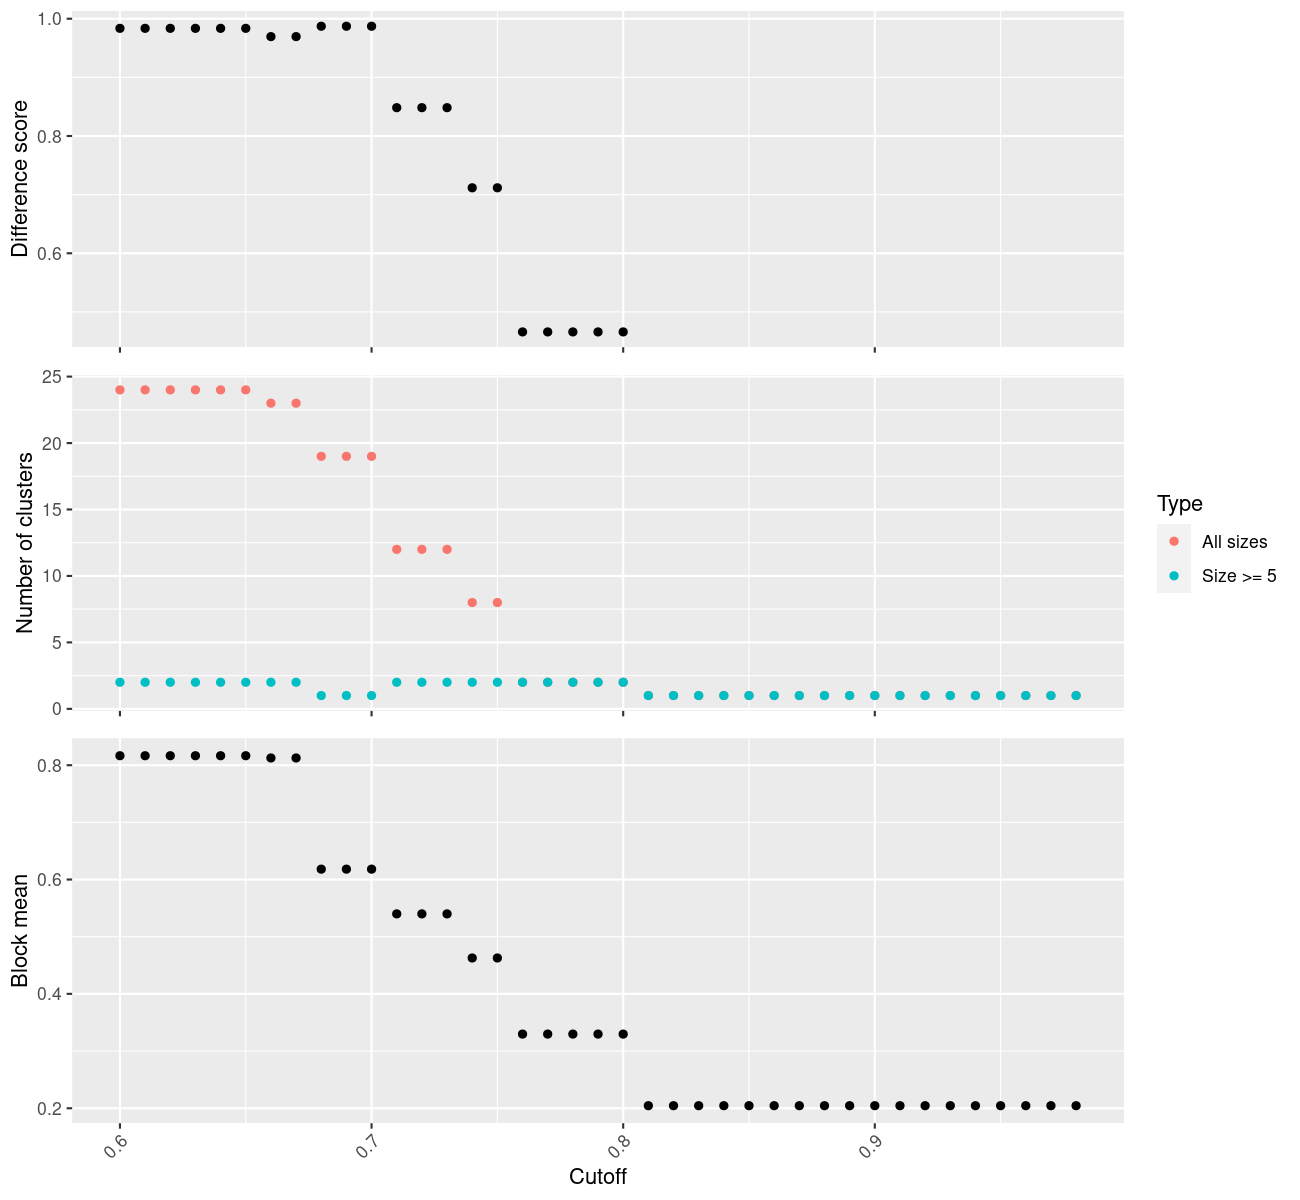 Difference score
1.0
0.8
0.6
Number of clusters
25
20
15
10
5
0
Type
All sizes
Size >= 5
Block mean
0.8
0.6
0.4
0.2
0.6
0.7
0.8
0.9
Cutoff